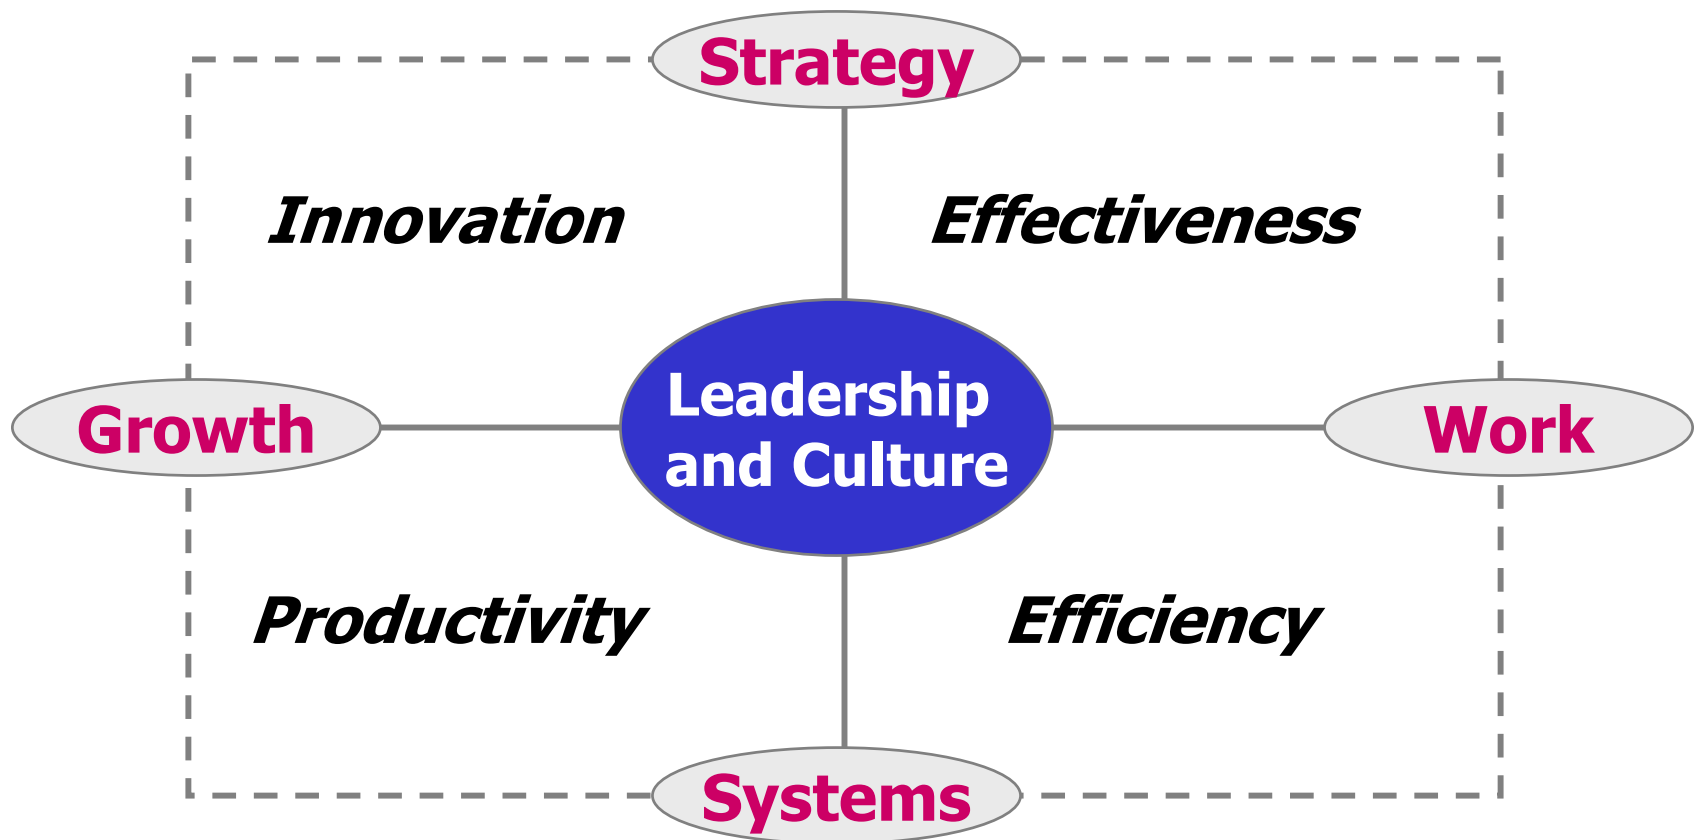 Strategy
Innovation
Effectiveness
Growth
Leadership
and Culture
Work
Productivity
Efficiency
Systems